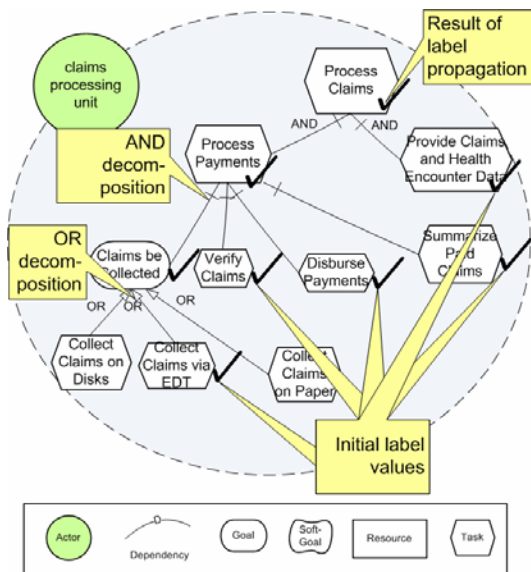 claims
processing
unit
Result of
label
propagation
Process
Claims
AND
AND
AND
decom-
position
Process
Payments
Provide Claims
and Health
Encounter Data
OR
decom-
position
Claims be
Collected
Verify
Claims
Disburse
Payments
Summarize
Paid
Claims
OR
OR
OR
Collect
Claims on
Disks
Collect
Claims via
EDT
Collect
Claims
on Paper
Initial label
values
Actor
D
Dependency
Goal
Soft-
Goal
Resource
Task